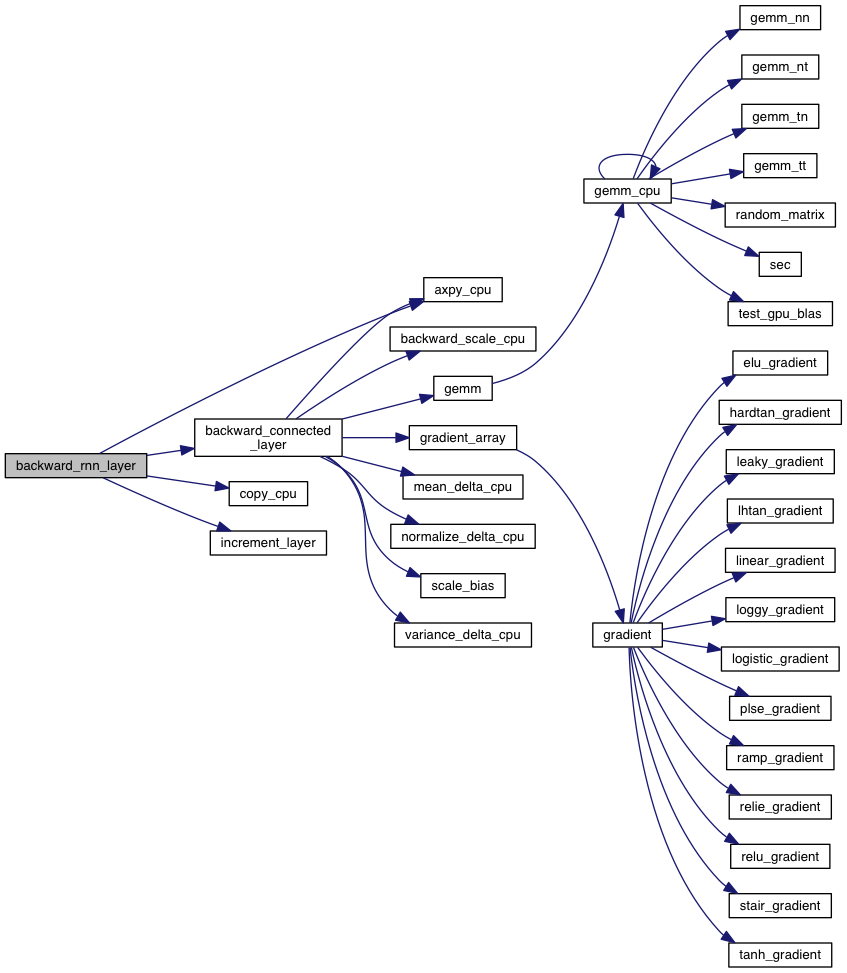 gemm_nn
gemm_nt
gemm_tn
gemm_tt
gemm_cpu
random_matrix
sec
test_gpu_blas
axpy_cpu
backward_scale_cpu
gemm
backward_connected
_layer
gradient_array
backward_rnn_layer
mean_delta_cpu
copy_cpu
normalize_delta_cpu
increment_layer
scale_bias
variance_delta_cpu
elu_gradient
hardtan_gradient
leaky_gradient
lhtan_gradient
linear_gradient
loggy_gradient
gradient
logistic_gradient
plse_gradient
ramp_gradient
relie_gradient
relu_gradient
stair_gradient
tanh_gradient